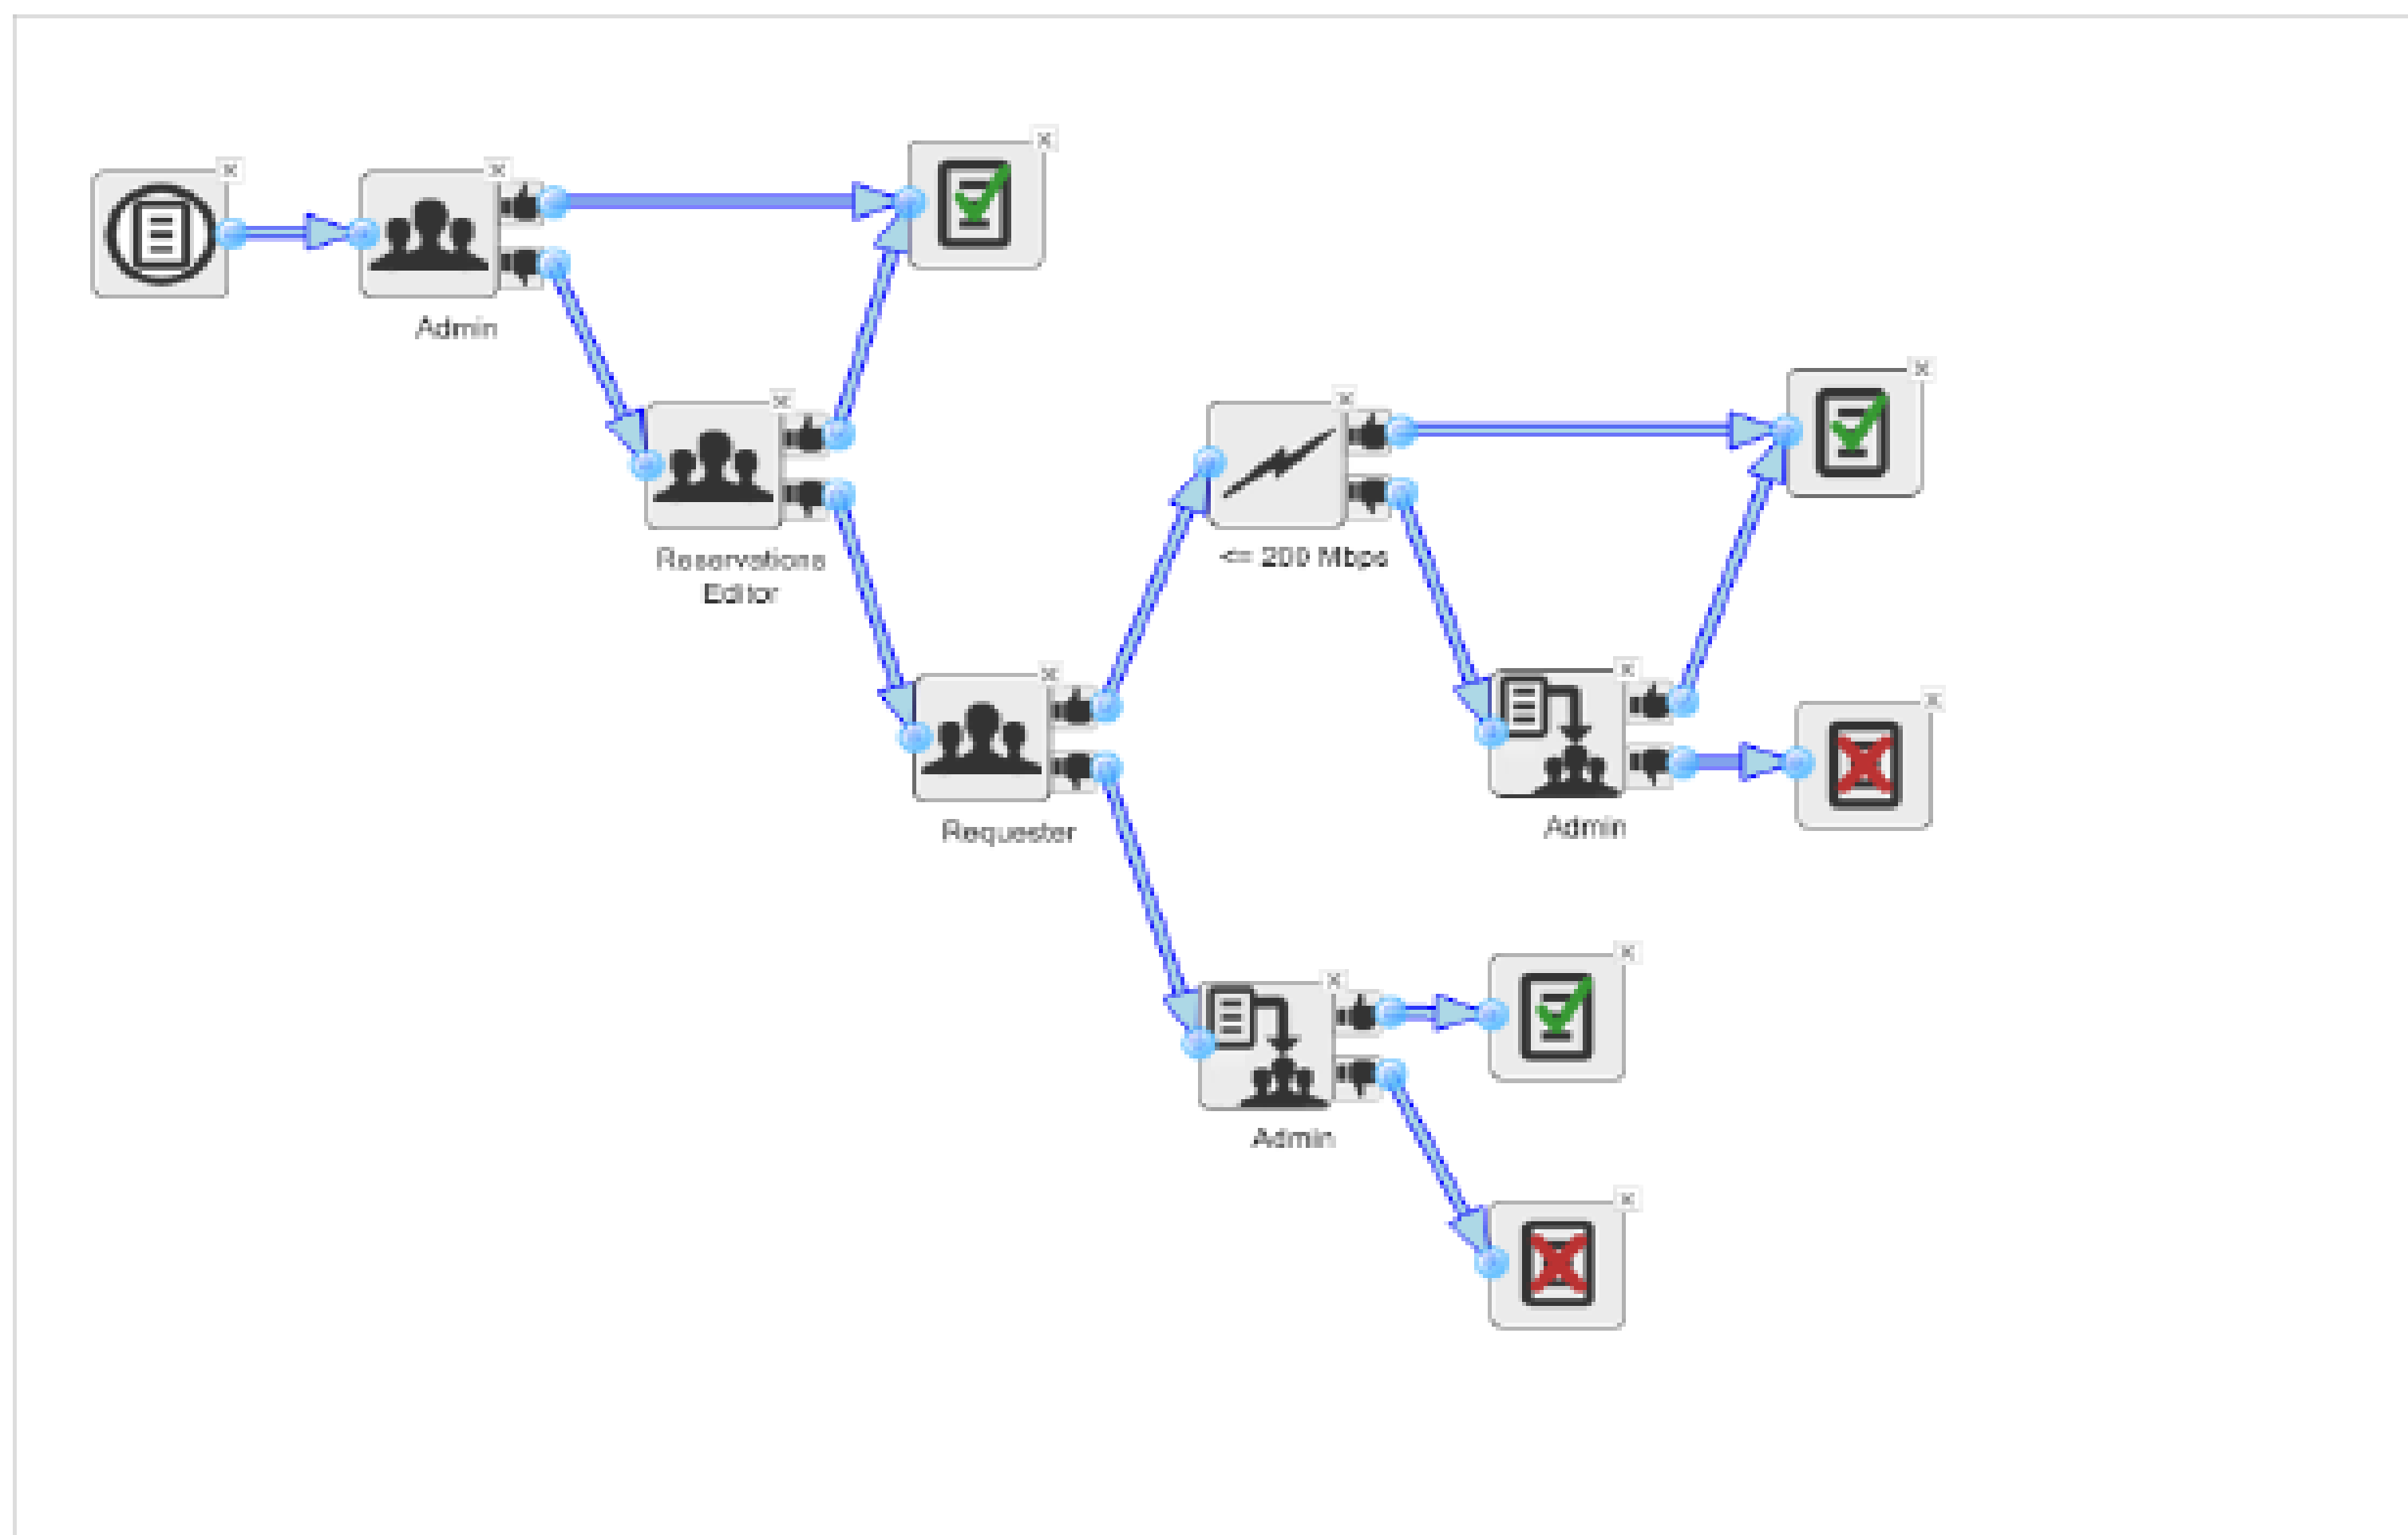 Admin
Reservations
Editor
<= 200 Mbps
Requester
Admin
Admin